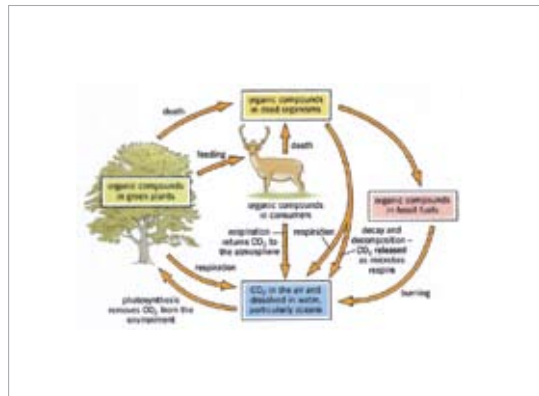 organic compounds
in dead organisms
death
feeding
death
organic compounds
in green plants
organic compounds
in consumers
organic compounds
in fossil fuels
respiration
returns CO₂ to
the atmosphere
respiration
decay and
decomposition –
CO₂ released
as microbes
respire
respiration
burning
photosynthesis
removes CO₂ from the
environment
CO₂ in the air and
dissolved in water,
particularly oceans